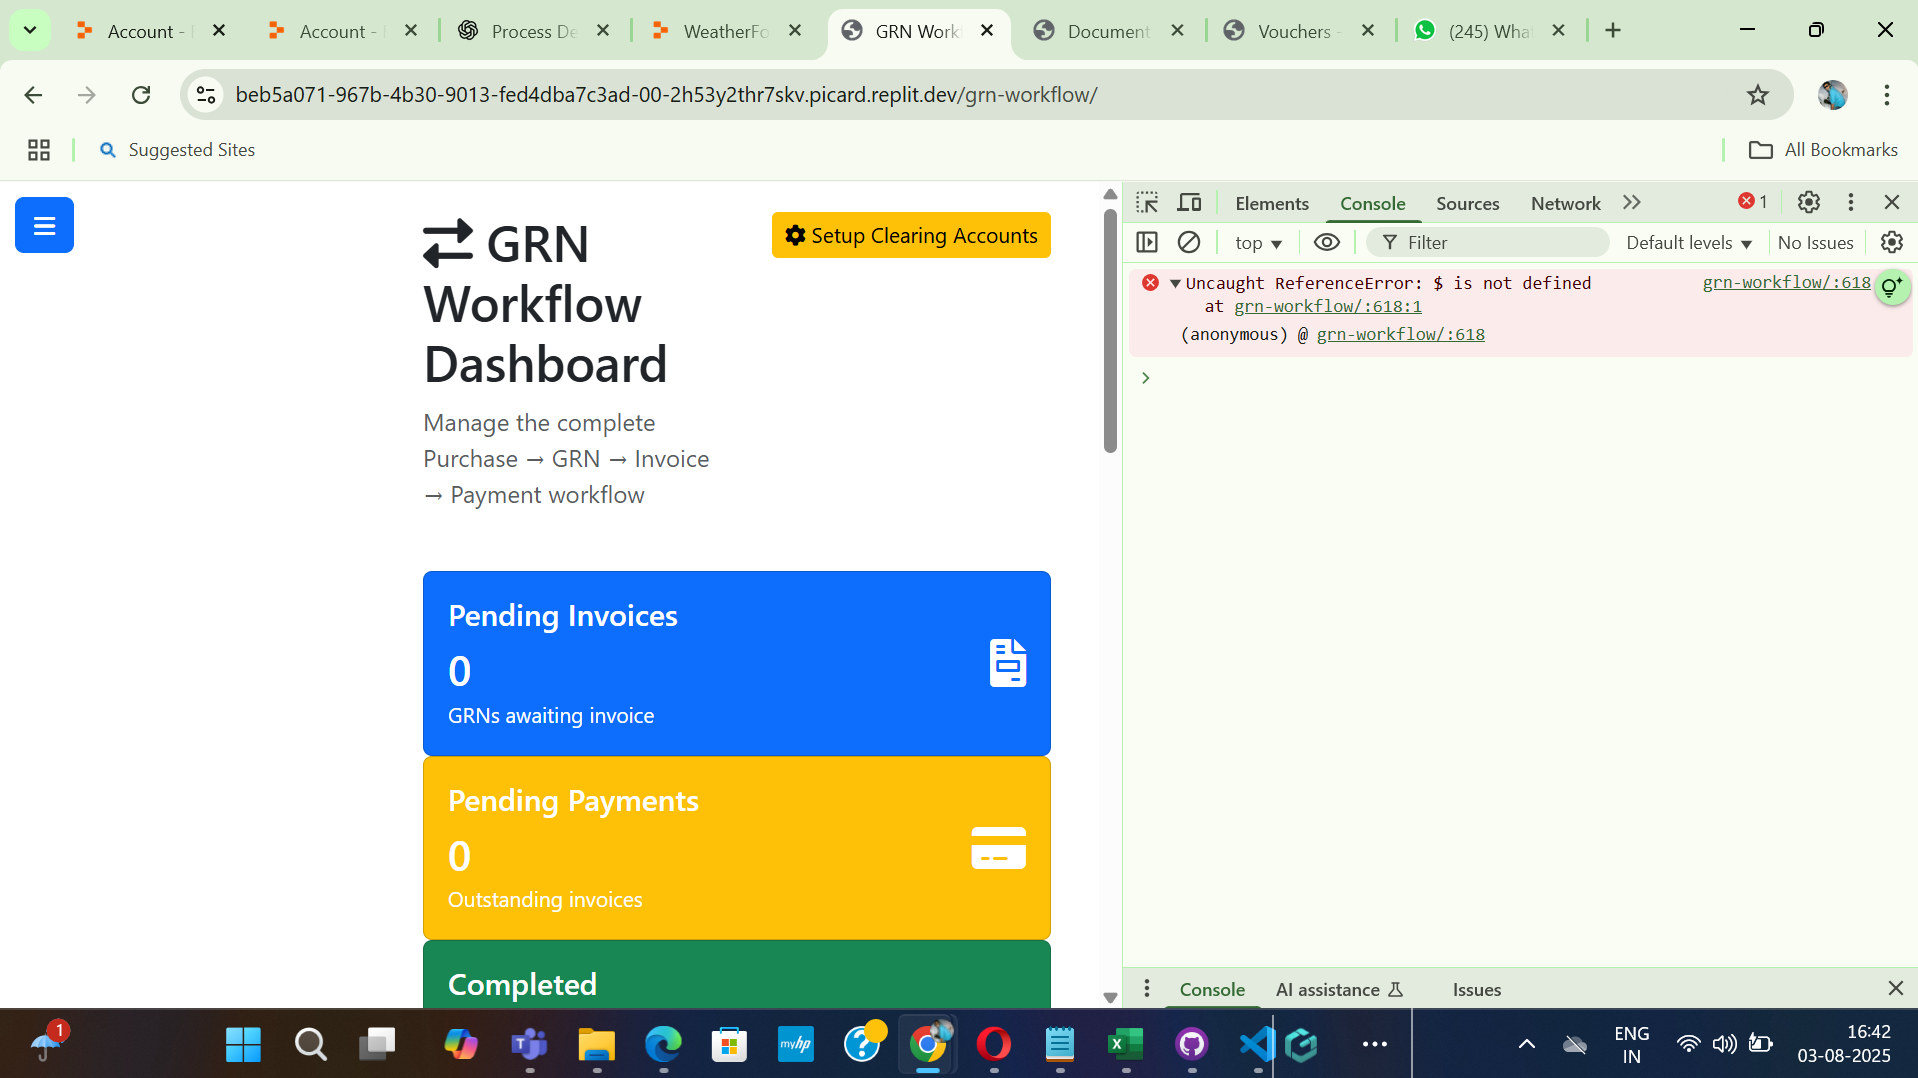 Account -
Account -
Process De
WeatherFo
GRN Workf
Document
Vouchers -
(245) What
beb5a071-967b-4b30-9013-fed4dba7c3ad-00-2h53y2thr7skv.picard.replit.dev/grn-workflow/
Suggested Sites
All Bookmarks
GRN
Workflow
Dashboard
Setup Clearing Accounts
Manage the complete
Purchase → GRN → Invoice
→ Payment workflow
Pending Invoices
0
GRNs awaiting invoice
Pending Payments
0
Outstanding invoices
Completed
Elements Console Sources Network 1
top Filter Default levels No Issues
Uncaught ReferenceError: $ is not defined grn-workflow/:618
at grn-workflow/:618:1
(anonymous) @ grn-workflow/:618
Console AI assistance Issues
1
myhp
ENG
IN
16:42
03-08-2025